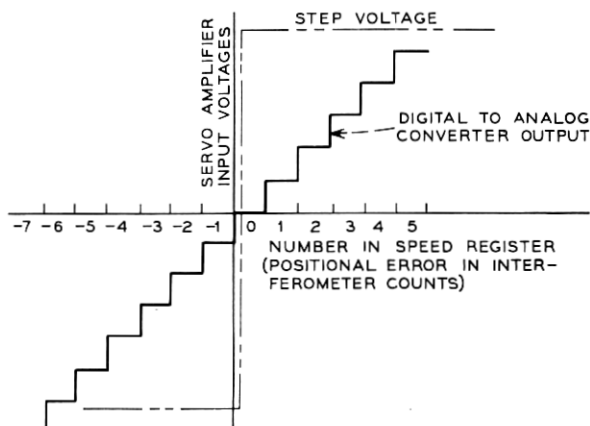 STEP VOLTAGE
SERVO AMPLIFIER
INPUT VOLTAGES
DIGITAL TO ANALOG
CONVERTER OUTPUT
-7 -6 -5 -4 -3 -2 -1 0 1 2 3 4 5
NUMBER IN SPEED REGISTER
(POSITIONAL ERROR IN INTER-
FEROMETER COUNTS)